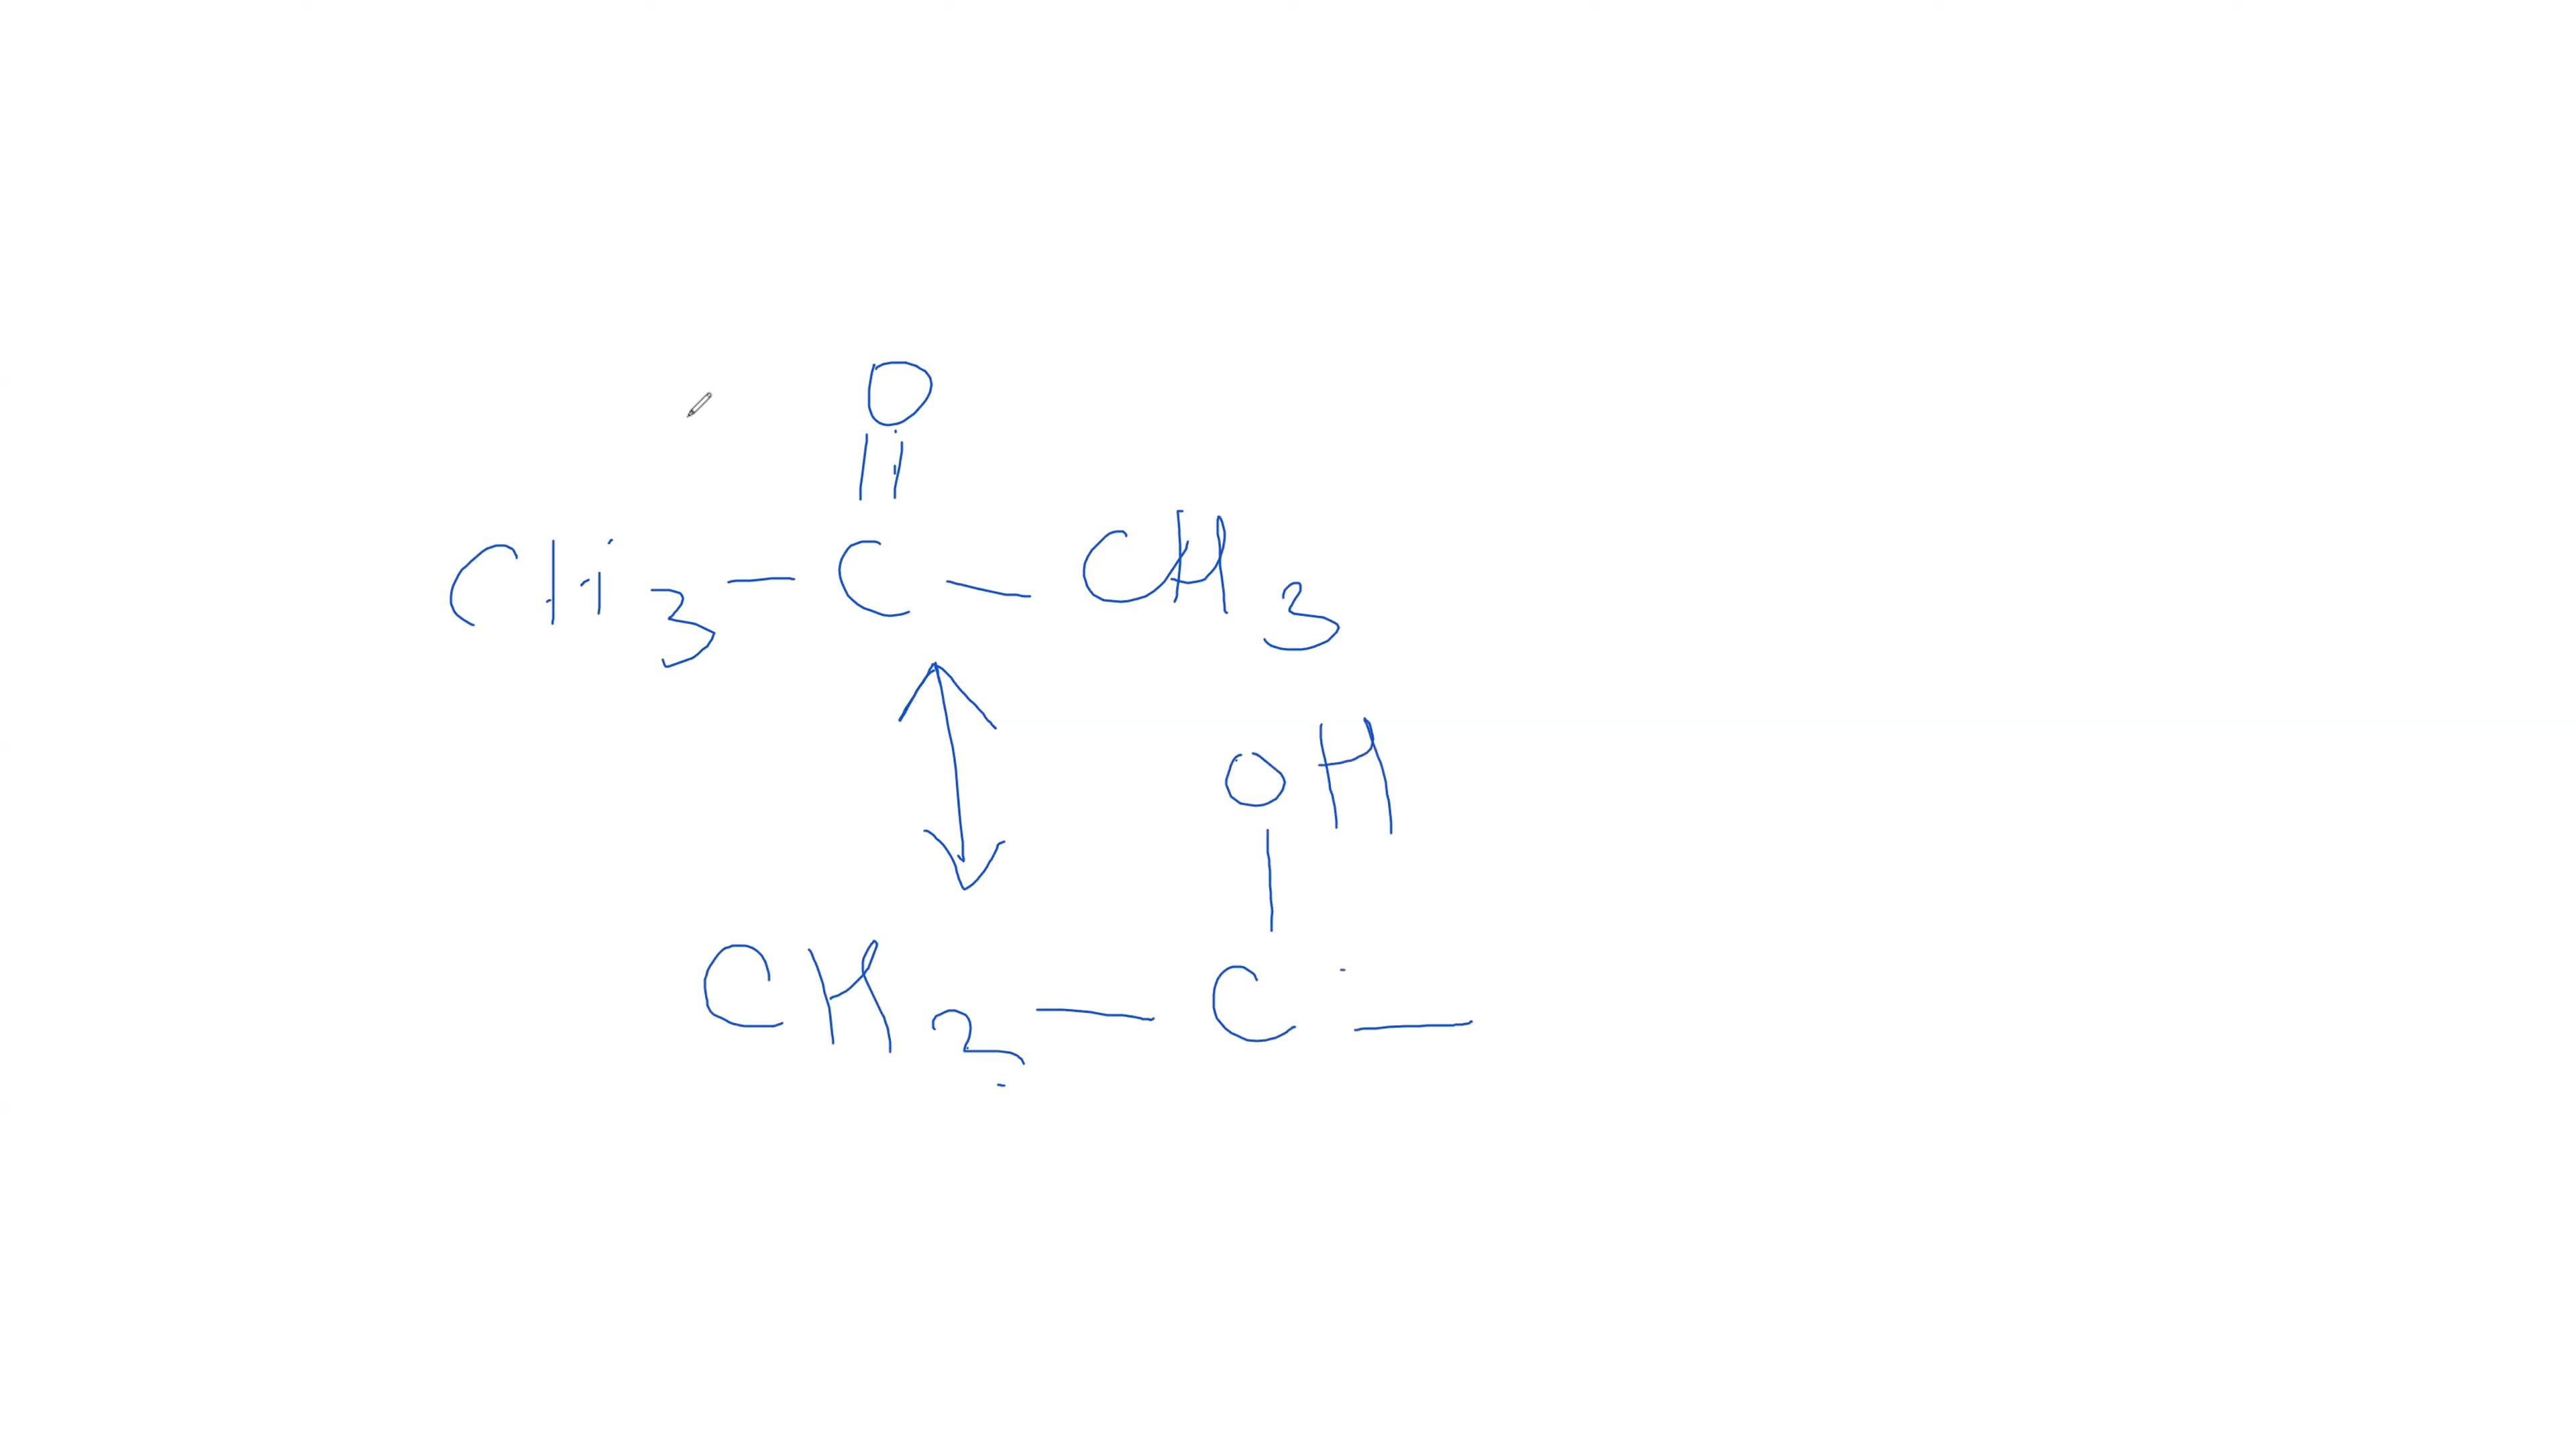 O
CH3 — C — CH3
OH
CH2 — C —